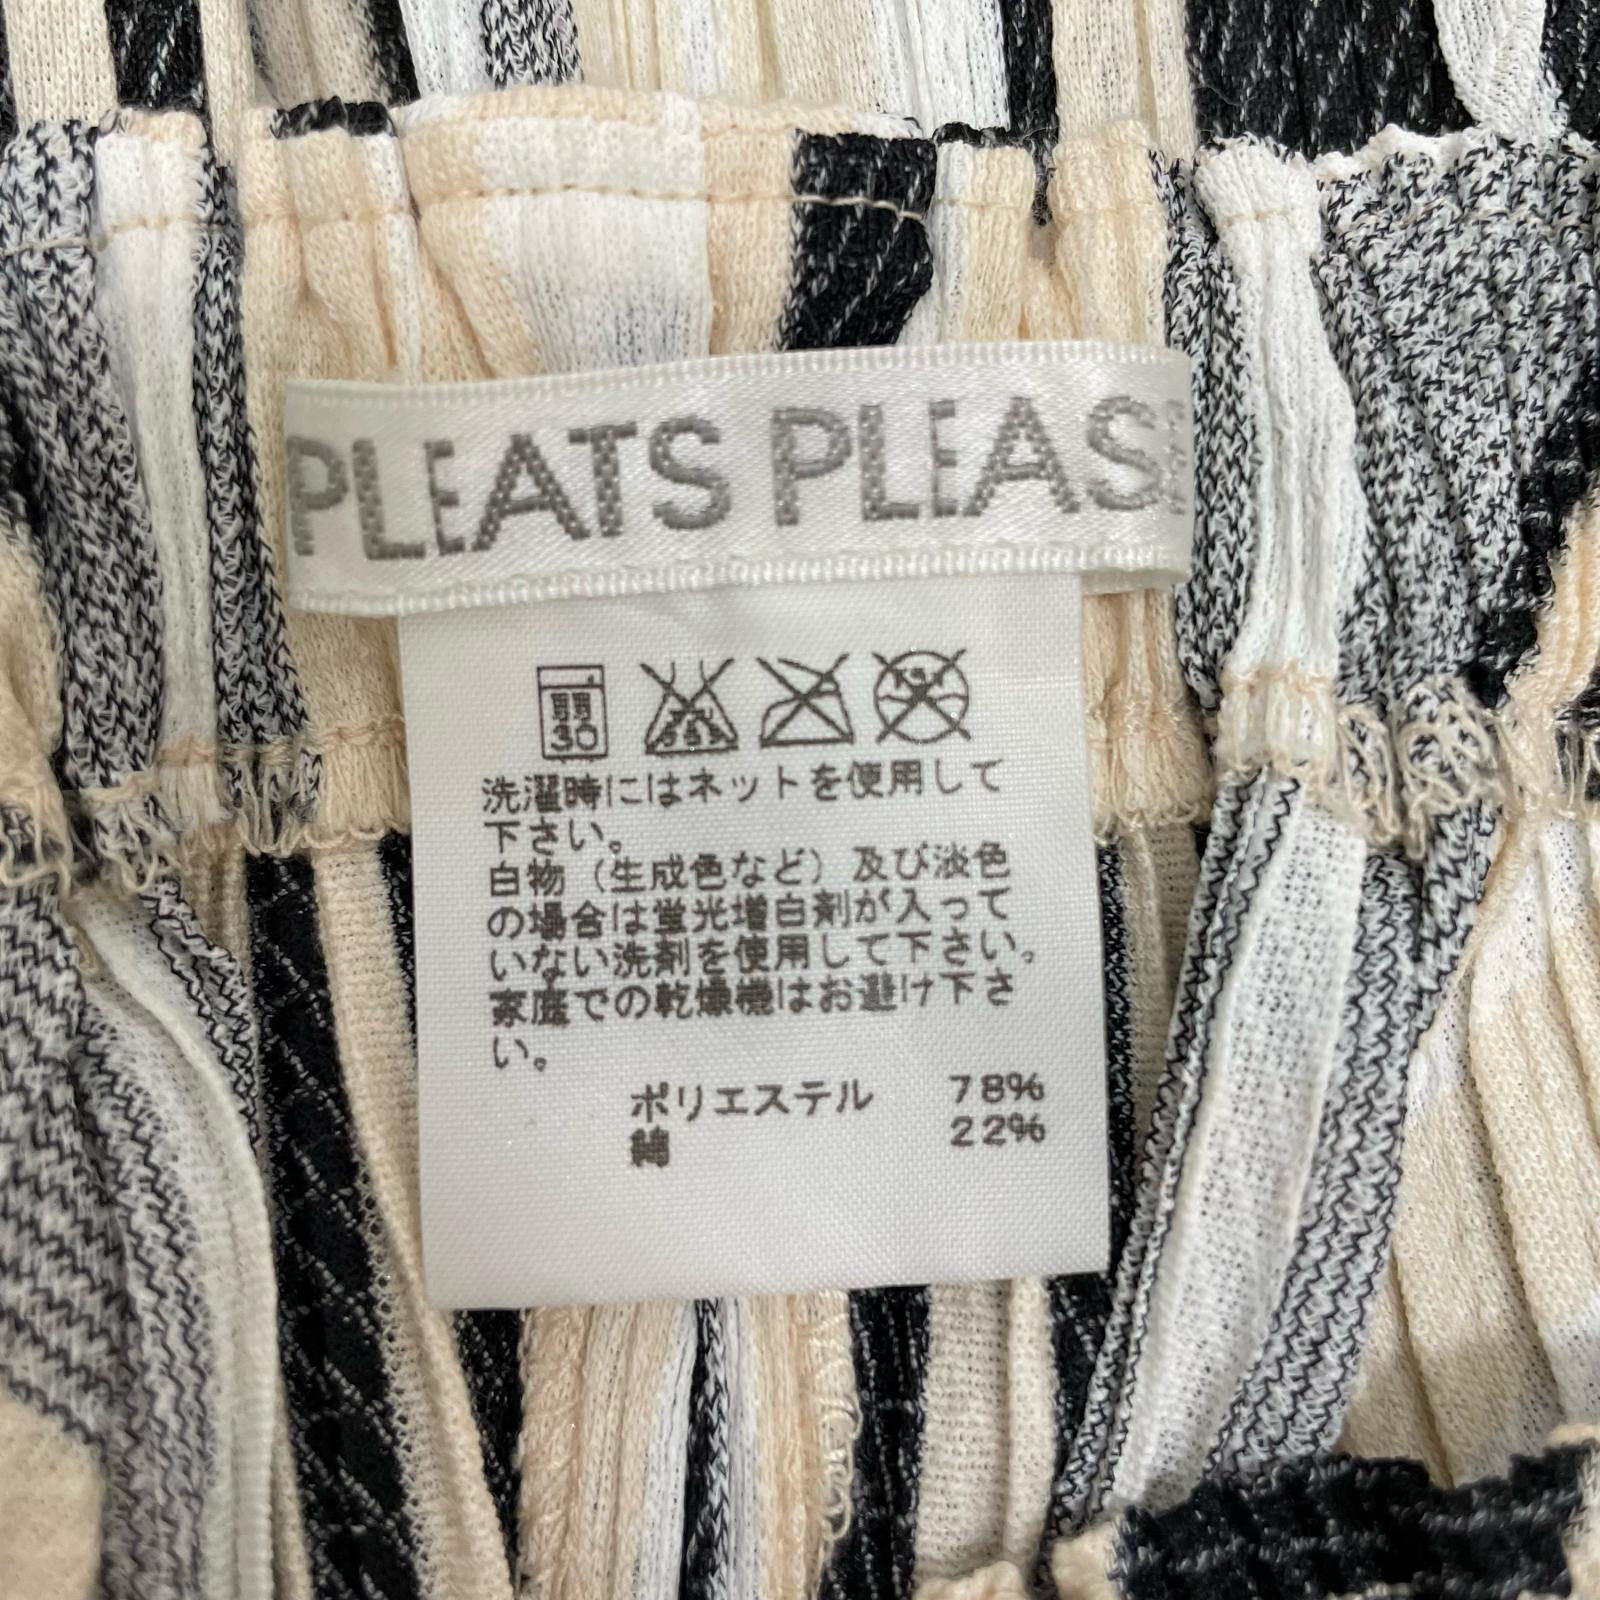 PLEATS PLEASE
弱
30
洗濯時にはネットを使用して
下さい。
白物（生成色など）及び淡色
の場合は蛍光増白剤が入って
いない洗剤を使用して下さい。
家庭での乾燥機はお避け下さ
い。
ポリエステル 78%
綿 22%